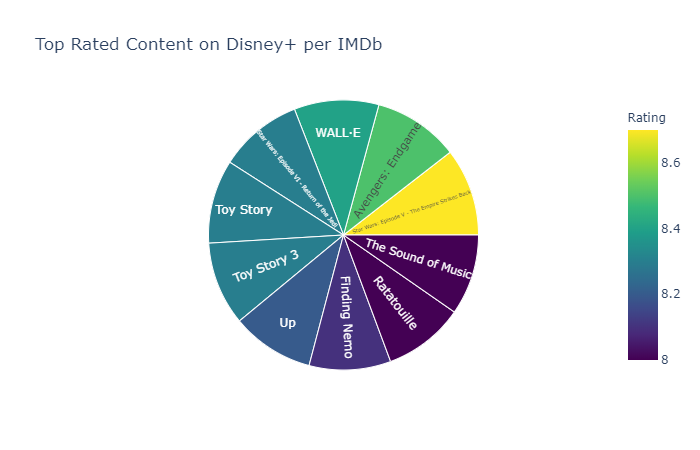 Top Rated Content on Disney+ per IMDb
Rating
WALL·E
Avengers: Endgame
Star Wars: Episode V - The Empire Strikes Back
Star Wars: Episode VI - Return of the Jedi
Toy Story
Toy Story 3
Up
Finding Nemo
Ratatouille
The Sound of Music
8.6
8.4
8.2
8